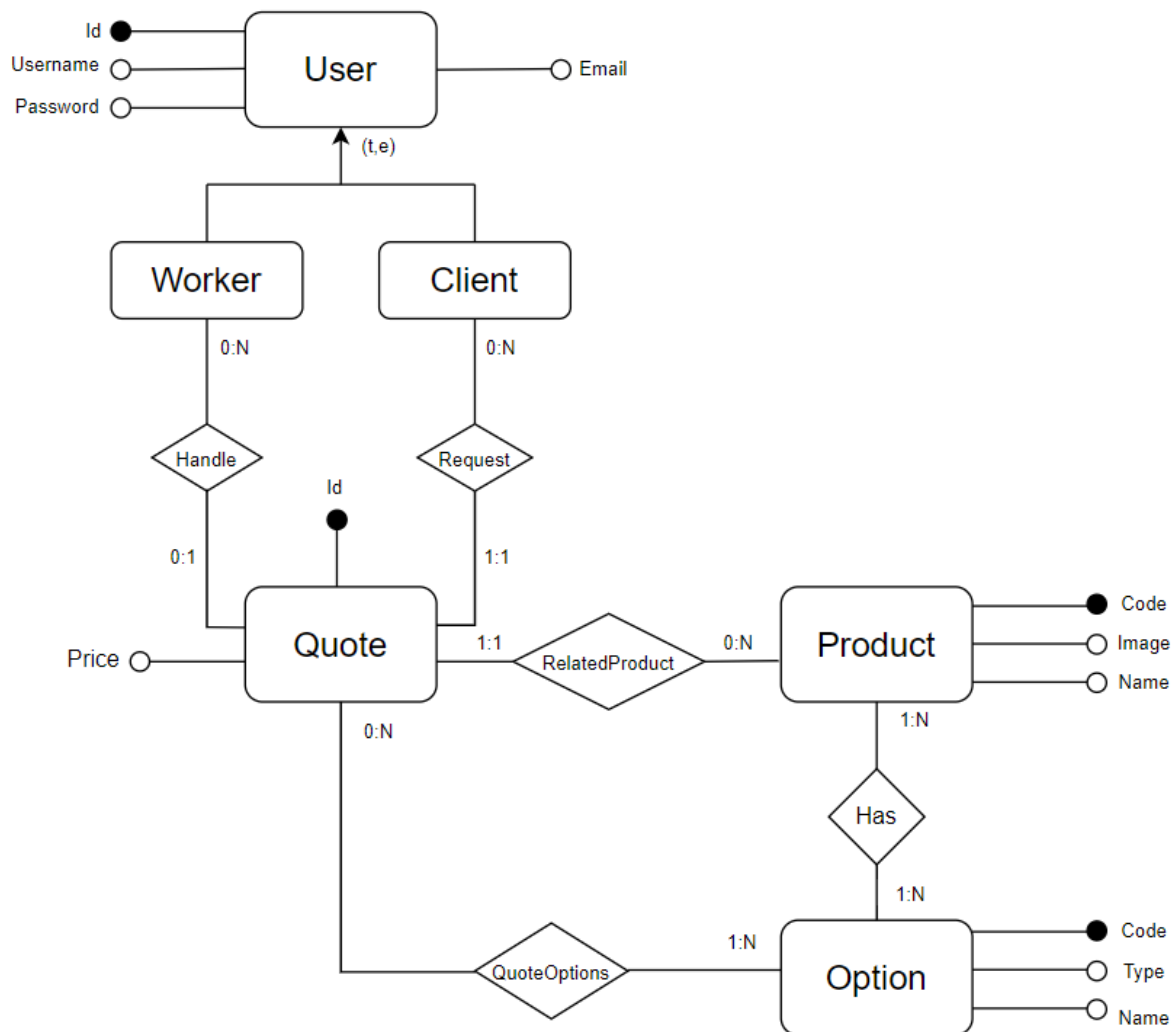 Id
Username
Password
User
Email
(t,e)
Worker
Client
0:N
0:N
Handle
Request
Id
0:1
1:1
Price
Quote
1:1
RelatedProduct
0:N
Product
Code
Image
Name
0:N
1:N
Has
1:N
QuoteOptions
1:N
Option
Code
Type
Name